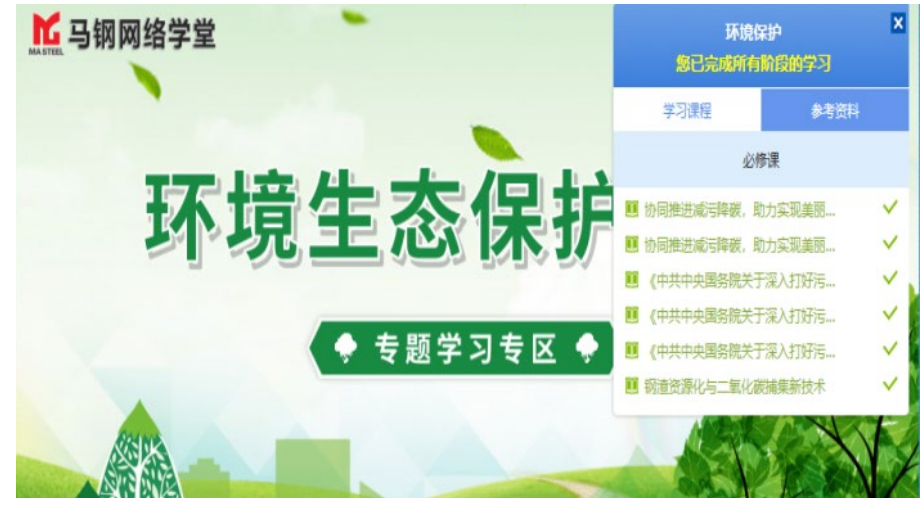 马钢网络学堂
MA STEEL
环境生态保护
专题学习专区
环境保护
X
您已完成所有阶段的学习
学习课程
参考资料
必修课
协同推进减污降碳，助力实现美丽...
协同推进减污降碳，助力实现美丽...
《中共中央国务院关于深入打好污...
《中共中央国务院关于深入打好污...
《中共中央国务院关于深入打好污...
钢渣资源化与二氧化碳捕集新技术